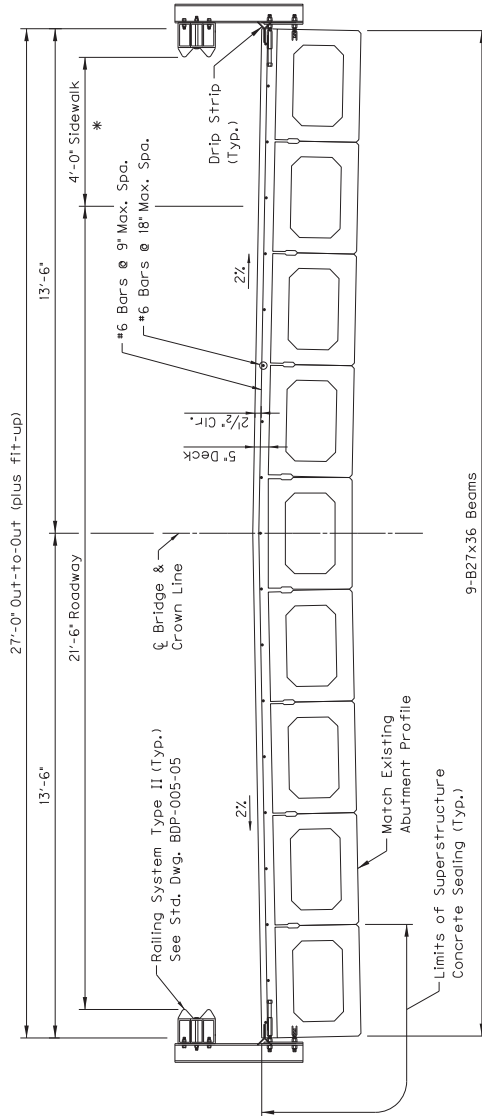 27'-0" Out-to-Out (plus fit-up)
13'-6"
13'-6"
21'-6" Roadway
4'-0" Sidewalk
*
Railing System Type II (Typ.)
See Std. Dwg. BDP-005-05
℄ Bridge &
Crown Line
#6 Bars @ 9" Max. Spa.
#6 Bars @ 18" Max. Spa.
Drip Strip
(Typ.)
2%
5" Deck
2½" Clr.
2%
Match Existing
Abutment Profile
Limits of Superstructure
Concrete Sealing (Typ.)
9-B27x36 Beams